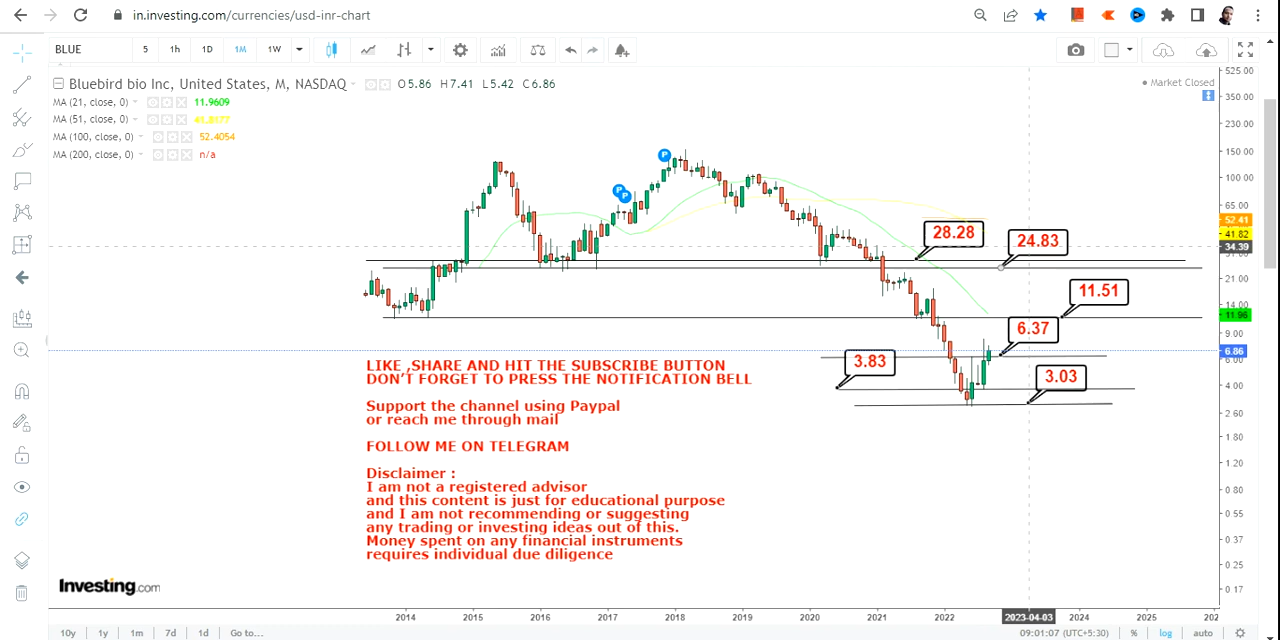 in.investing.com/currencies/usd-inr-chart
BLUE 5 1h 1D 1M 1W
Bluebird bio Inc, United States, M, NASDAQ O5.86 H7.41 L5.42 C6.86
Market Closed
MA (21, close, 0) 11.9609
MA (51, close, 0) 41.8177
MA (100, close, 0) 52.4054
MA (200, close, 0) n/a
P
P
P
525.00
350.00
230.00
150.00
100.00
65.00
52.41
41.82
34.39
21.00
14.00
11.96
9.00
6.86
6.00
4.00
2.60
1.80
1.20
0.80
0.55
0.37
0.25
0.17
28.28
24.83
11.51
6.37
3.83
3.03
LIKE ,SHARE AND HIT THE SUBSCRIBE BUTTON
DON'T FORGET TO PRESS THE NOTIFICATION BELL
Support the channel using Paypal
or reach me through mail
FOLLOW ME ON TELEGRAM
Disclaimer :
I am not a registered advisor
and this content is just for educational purpose
and I am not recommending or suggesting
any trading or investing ideas out of this.
Money spent on any financial instruments
requires individual due diligence
Investing.com
2014 2015 2016 2017 2018 2019 2020 2021 2022 2023-04-03 2024 2025
10y 1y 1m 7d 1d Go to... 09:01:07 (UTC+5:30) % log auto